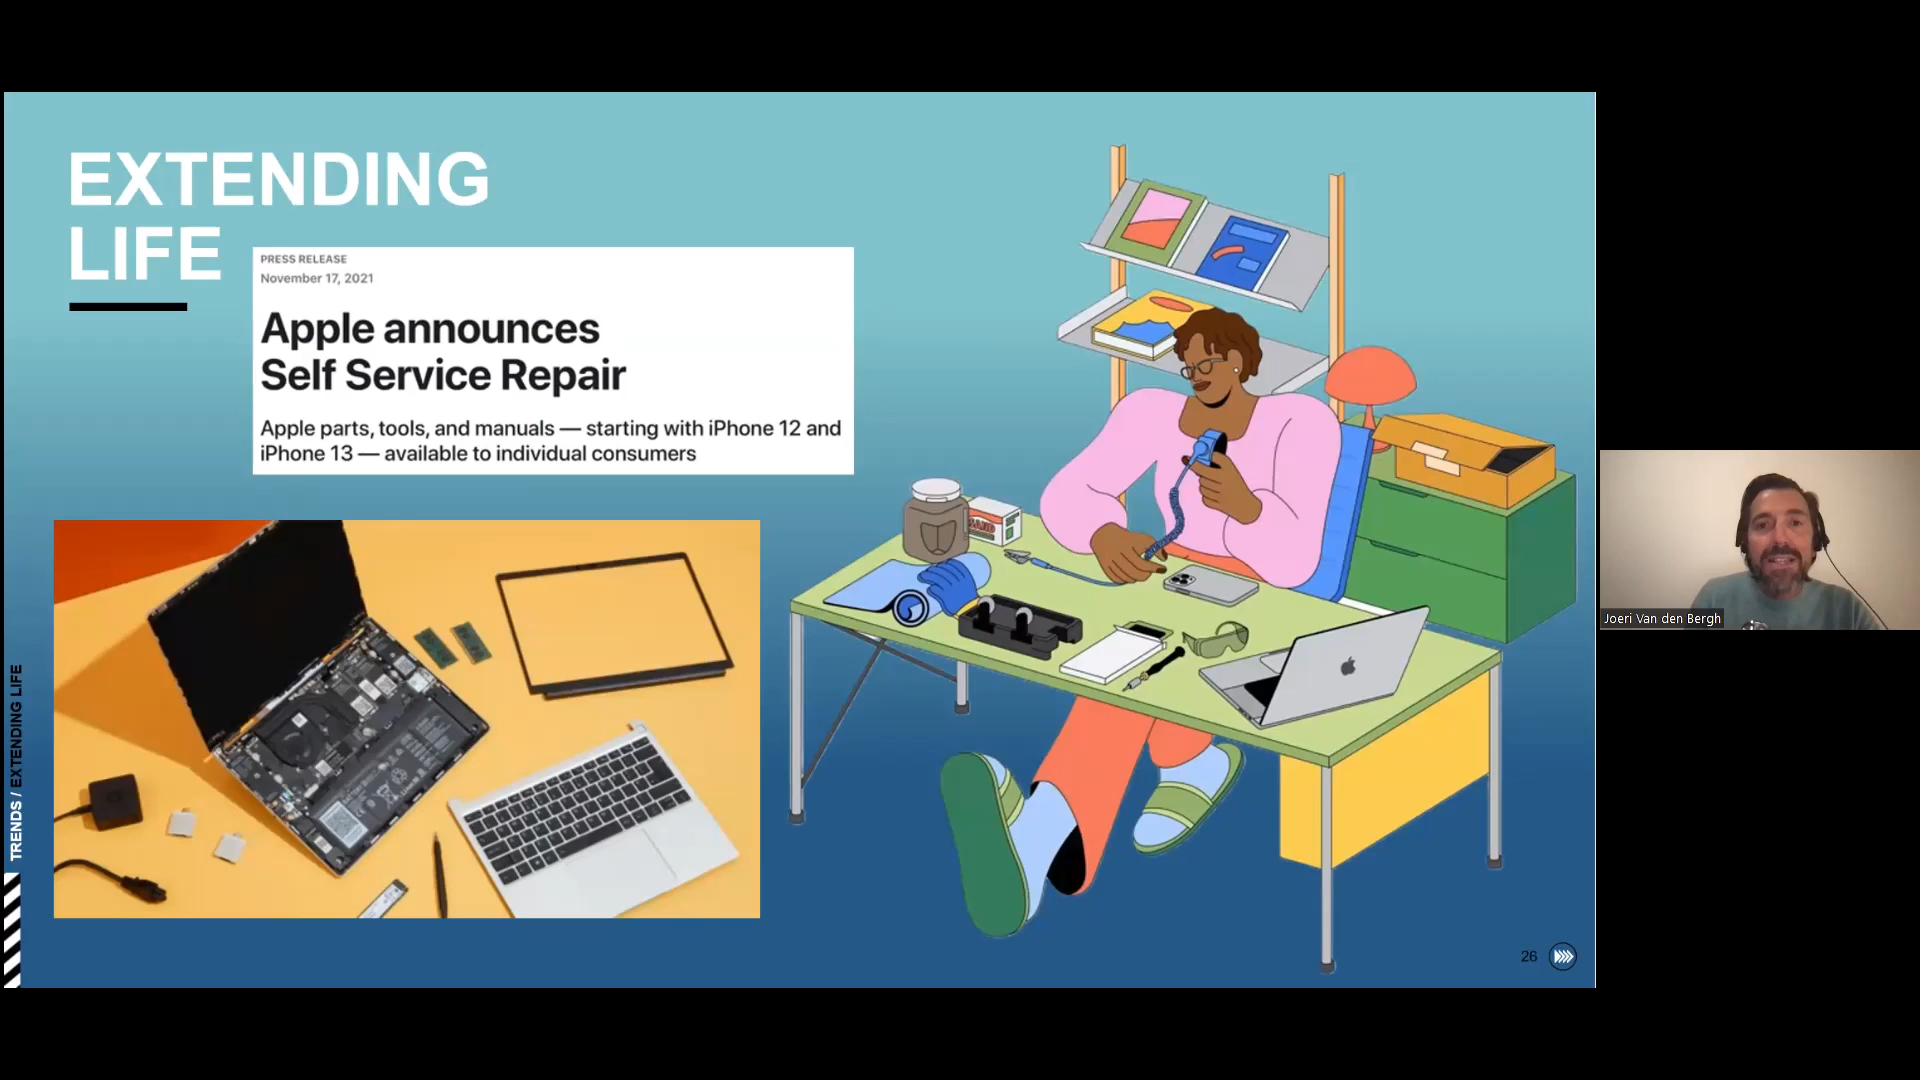 EXTENDING
LIFE
PRESS RELEASE
November 17, 2021
Apple announces
Self Service Repair
Apple parts, tools, and manuals — starting with iPhone 12 and
iPhone 13 — available to individual consumers
TRENDS / EXTENDING LIFE
26
Joeri Van den Bergh